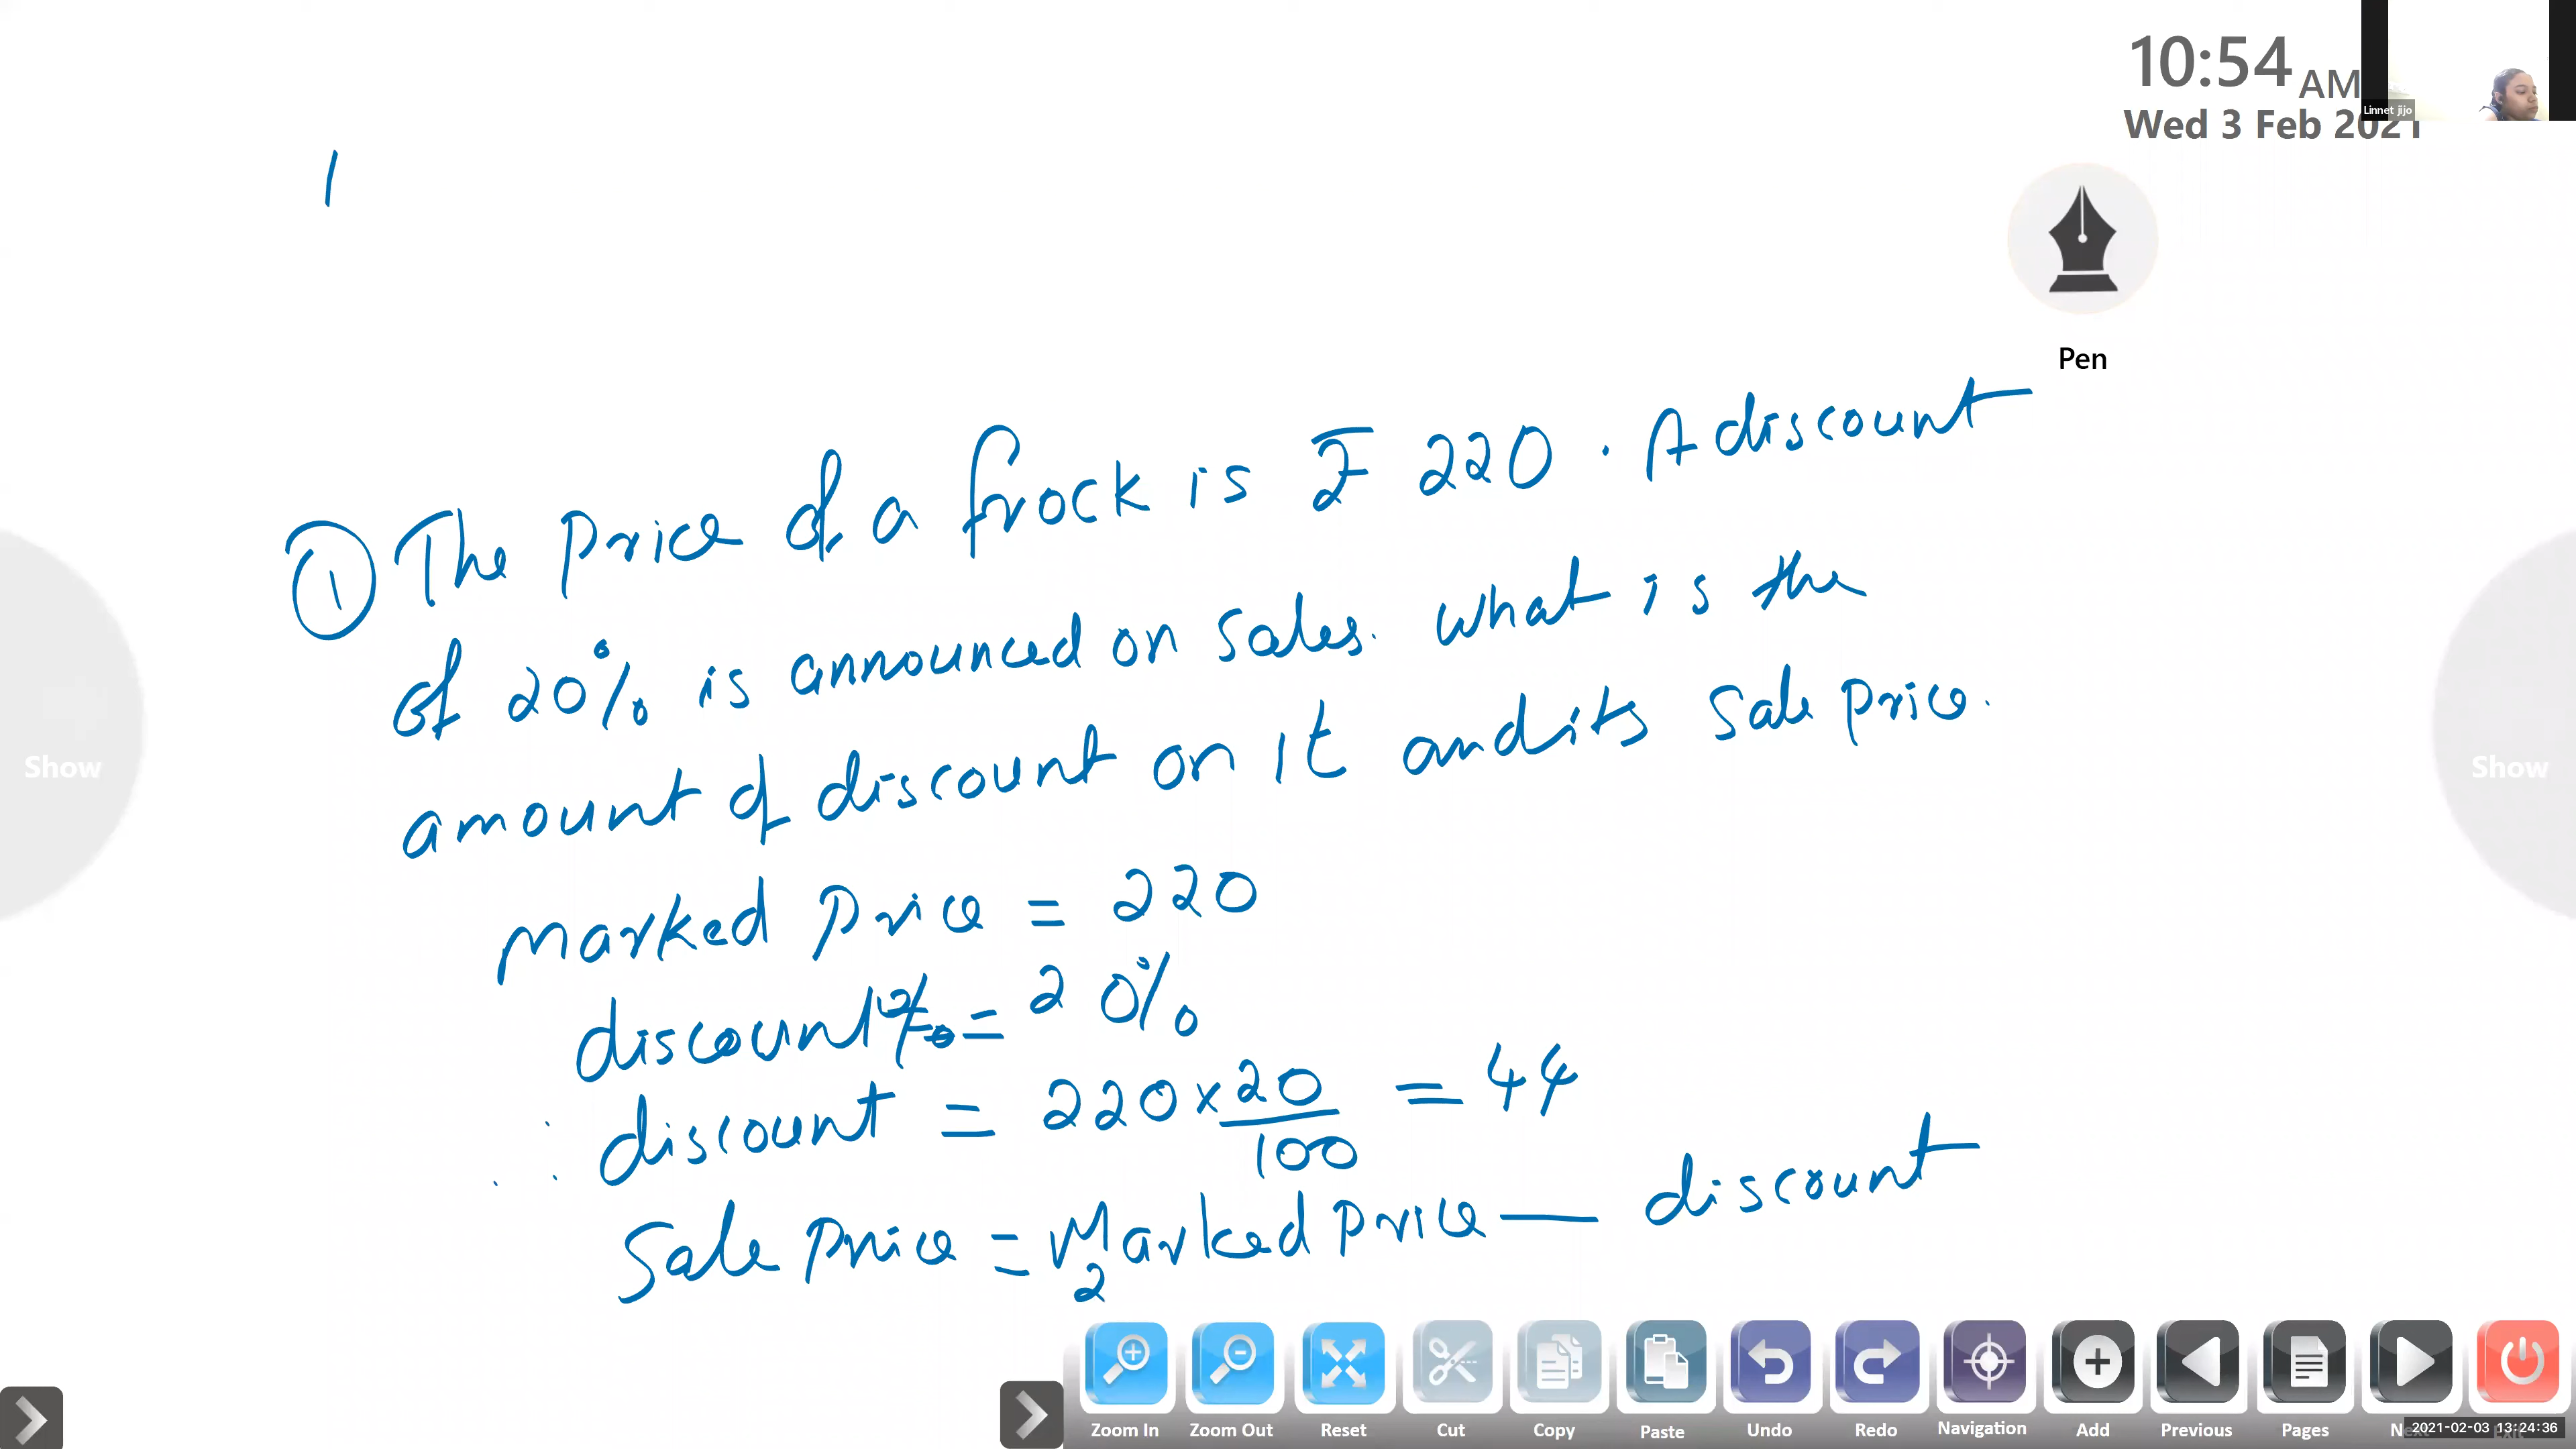 10:54 AM
Linnet jijo
Wed 3 Feb 2021
Pen
① The price of a frock is ₹ 220 . A discount
of 20% is announced on sales. what is the
amount of discount on it and its sale price.
Marked price = 220
discount % = 20%
∴ discount = 220 × 20/100 = 44
Sale price = Marked price — discount
2
Show
Show
Zoom In Zoom Out Reset Cut Copy Paste Undo Redo Navigation Add Previous Pages
2021-02-03 13:24:36